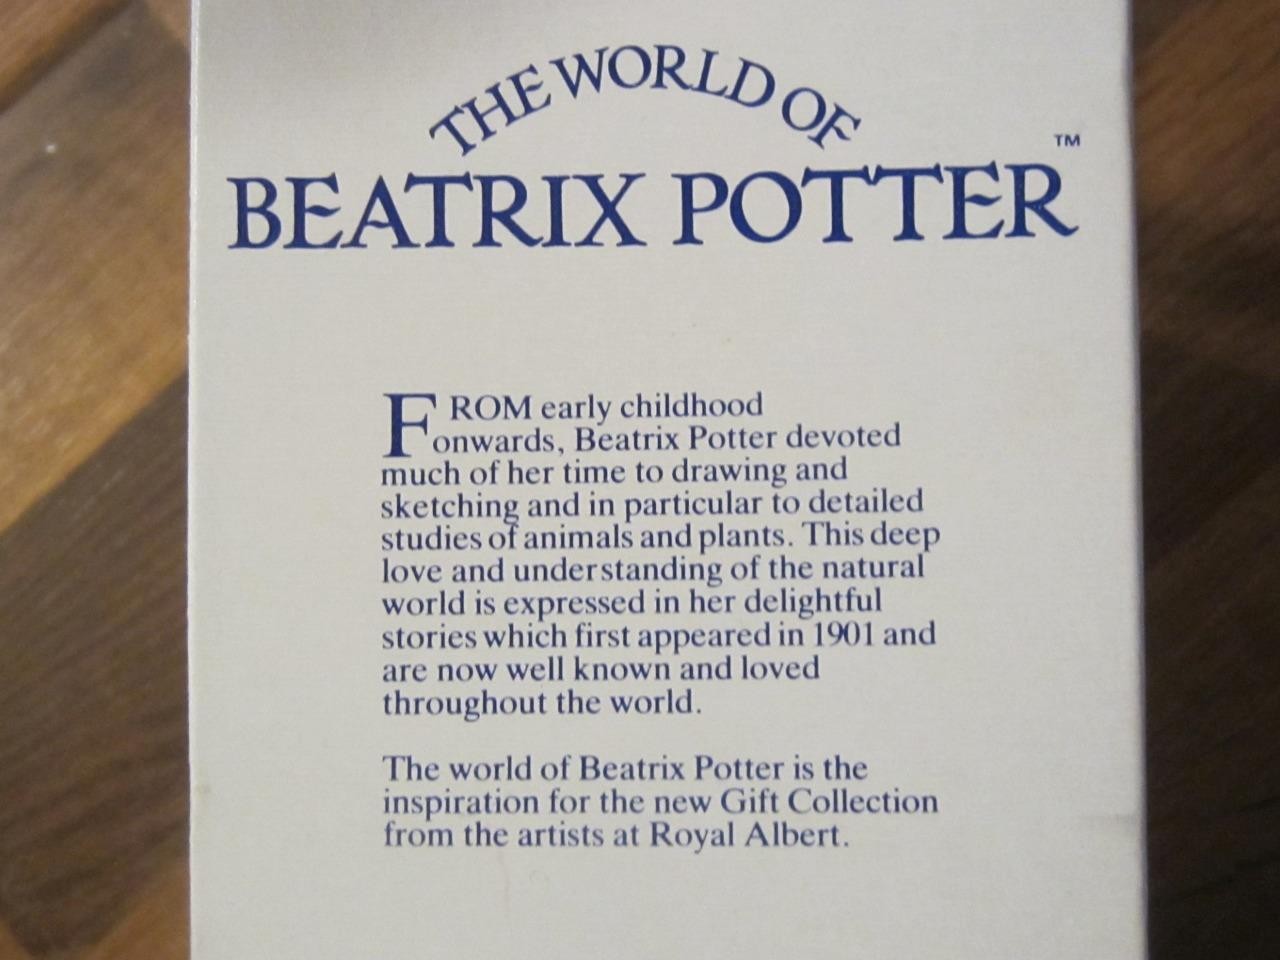 THE WORLD OF
BEATRIX POTTER™
FROM early childhood
onwards, Beatrix Potter devoted
much of her time to drawing and
sketching and in particular to detailed
studies of animals and plants. This deep
love and understanding of the natural
world is expressed in her delightful
stories which first appeared in 1901 and
are now well known and loved
throughout the world.
The world of Beatrix Potter is the
inspiration for the new Gift Collection
from the artists at Royal Albert.